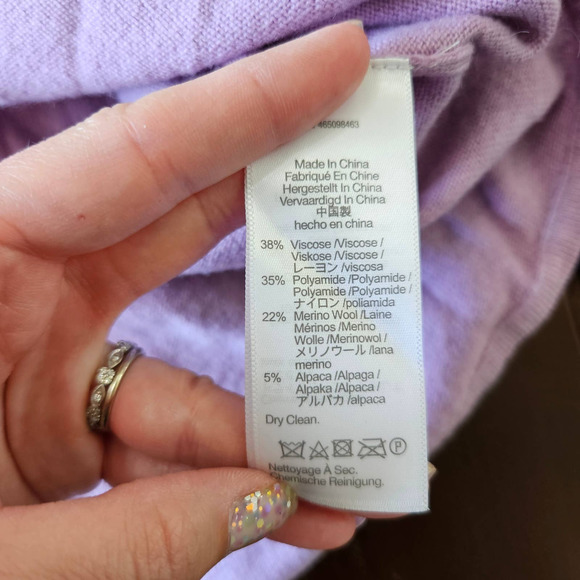 465098463
Made In China
Fabriqué En Chine
Hergestellt In China
Vervaardigd In China
中国製
hecho en china
38% Viscose /Viscose /
Viskose /Viscose /
レーヨン /viscosa
35% Polyamide /Polyamide /
Polyamide /Polyamide /
ナイロン /poliamida
22% Merino Wool /Laine
Mérinos /Merino
Wolle /Merinowol /
メリノウール /lana
merino
5% Alpaca /Alpaga /
Alpaka /Alpaca /
アルパカ /alpaca
Dry Clean.
P
Nettoyage À Sec.
Chemische Reinigung.